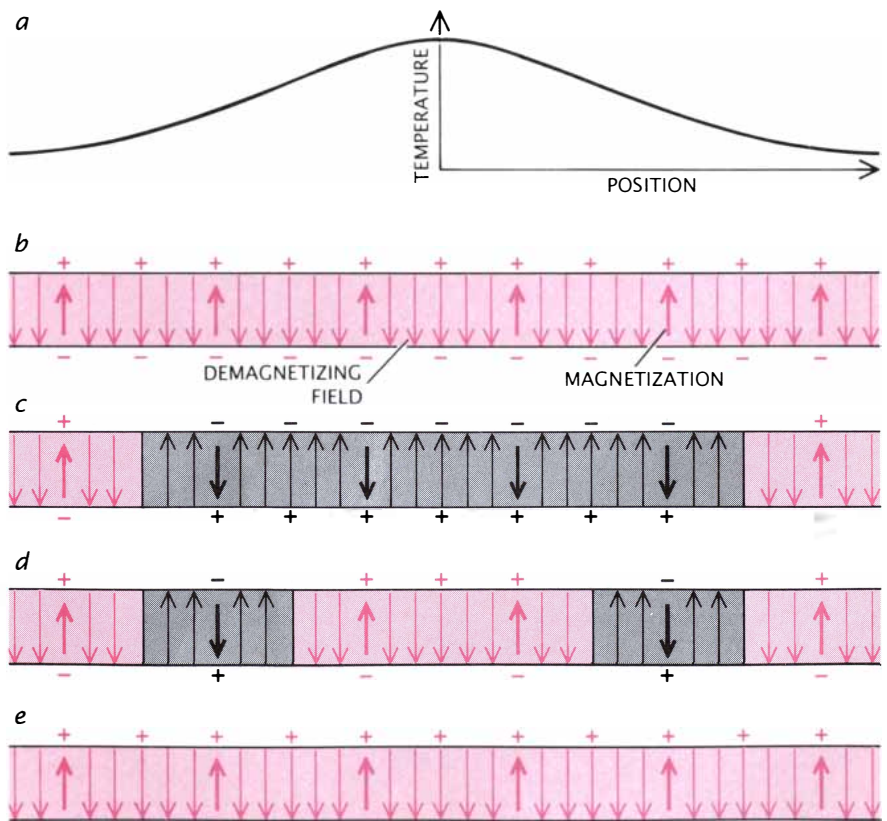 a
TEMPERATURE
POSITION
b
+ + + + + + + + + + +
− − − − − − − − − − −
DEMAGNETIZING
FIELD
MAGNETIZATION
c
+ − − − − − − − +
− + + + + + + +
d
+ − + + + − +
− + − − − + −
e
+ + + + + + + + + + +